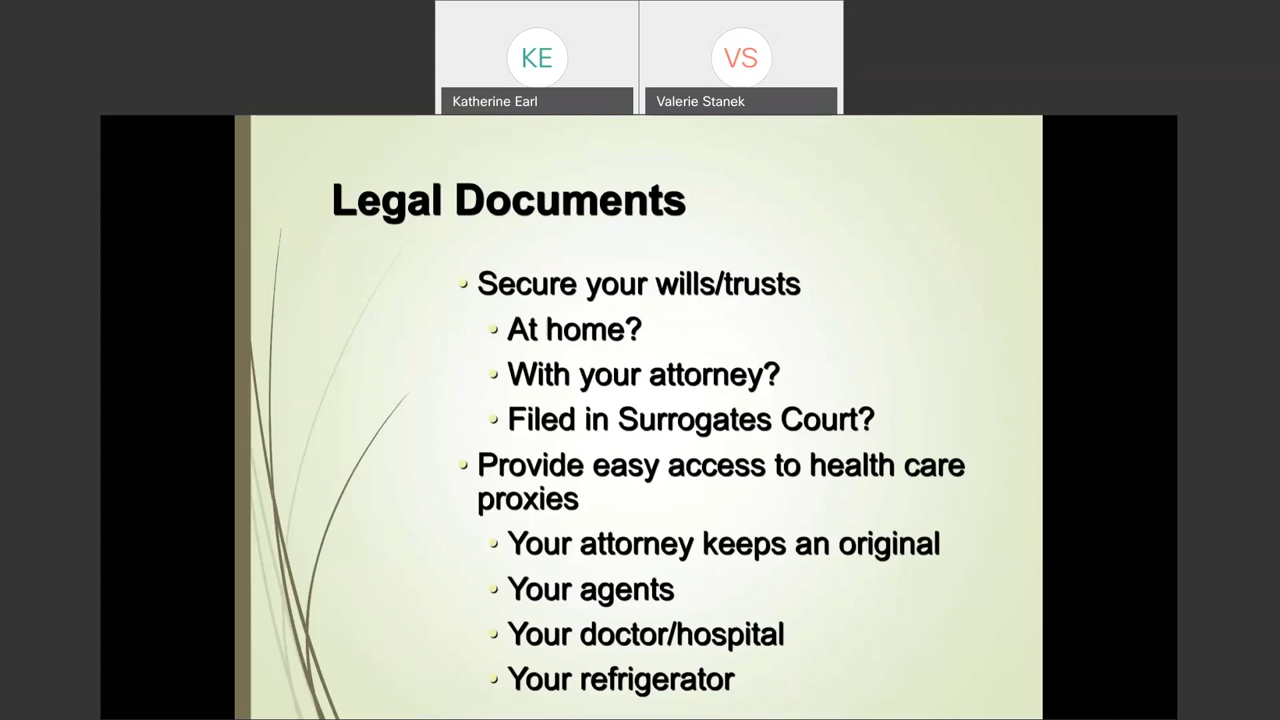 KE
VS
Katherine Earl
Valerie Stanek
Legal Documents
• Secure your wills/trusts
• At home?
• With your attorney?
• Filed in Surrogates Court?
• Provide easy access to health care
proxies
• Your attorney keeps an original
• Your agents
• Your doctor/hospital
• Your refrigerator